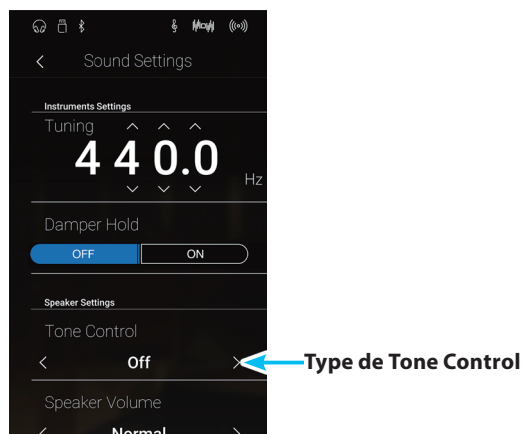 Sound Settings
Instruments Settings
Tuning
440.0 Hz
Damper Hold
OFF ON
Speaker Settings
Tone Control
Off
Type de Tone Control
Speaker Volume
Normal